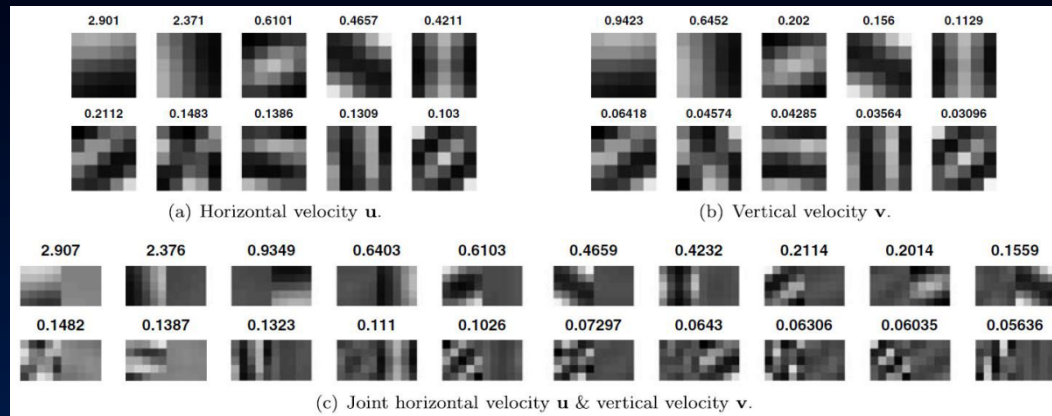 2.901 2.371 0.6101 0.4657 0.4211
0.2112 0.1483 0.1386 0.1309 0.103
(a) Horizontal velocity u.
0.9423 0.6452 0.202 0.156 0.1129
0.06418 0.04574 0.04285 0.03564 0.03096
(b) Vertical velocity v.
2.907 2.376 0.9349 0.6403 0.6103 0.4659 0.4232 0.2114 0.2014 0.1559
0.1482 0.1387 0.1323 0.111 0.1026 0.07297 0.0643 0.06306 0.06035 0.05636
(c) Joint horizontal velocity u & vertical velocity v.